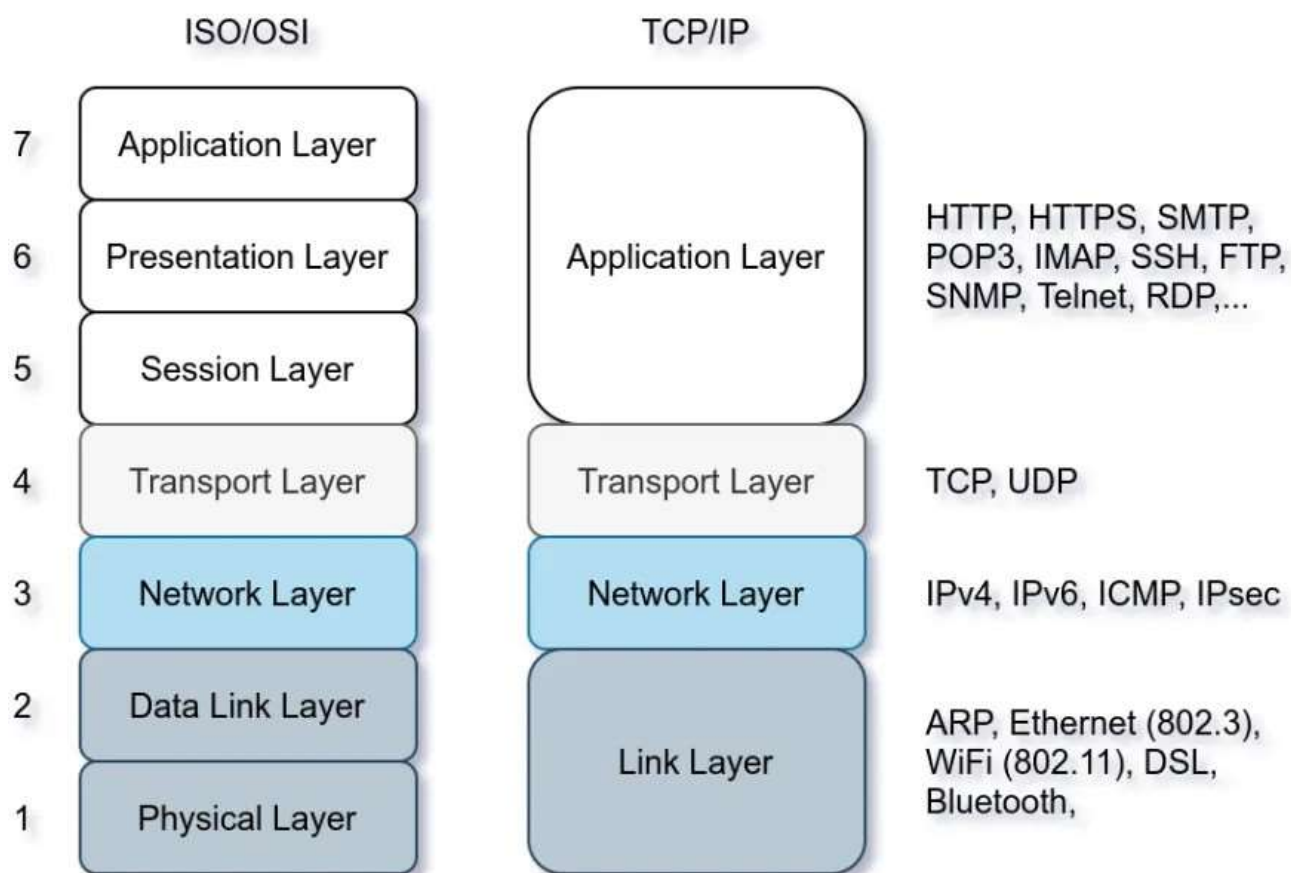 ISO/OSI TCP/IP
7 Application Layer
6 Presentation Layer
5 Session Layer
4 Transport Layer
3 Network Layer
2 Data Link Layer
1 Physical Layer
Application Layer
Transport Layer
Network Layer
Link Layer
HTTP, HTTPS, SMTP,
POP3, IMAP, SSH, FTP,
SNMP, Telnet, RDP,...
TCP, UDP
IPv4, IPv6, ICMP, IPsec
ARP, Ethernet (802.3),
WiFi (802.11), DSL,
Bluetooth,